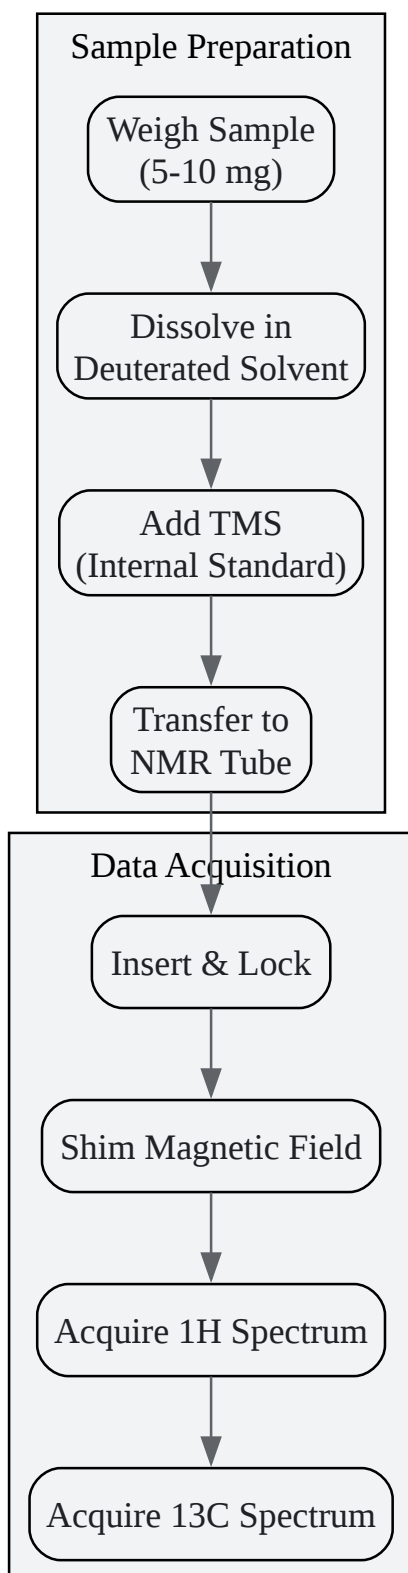 Sample Preparation
Weigh Sample
(5-10 mg)
Dissolve in
Deuterated Solvent
Add TMS
(Internal Standard)
Transfer to
NMR Tube
Data Acquisition
Insert & Lock
Shim Magnetic Field
Acquire 1H Spectrum
Acquire 13C Spectrum